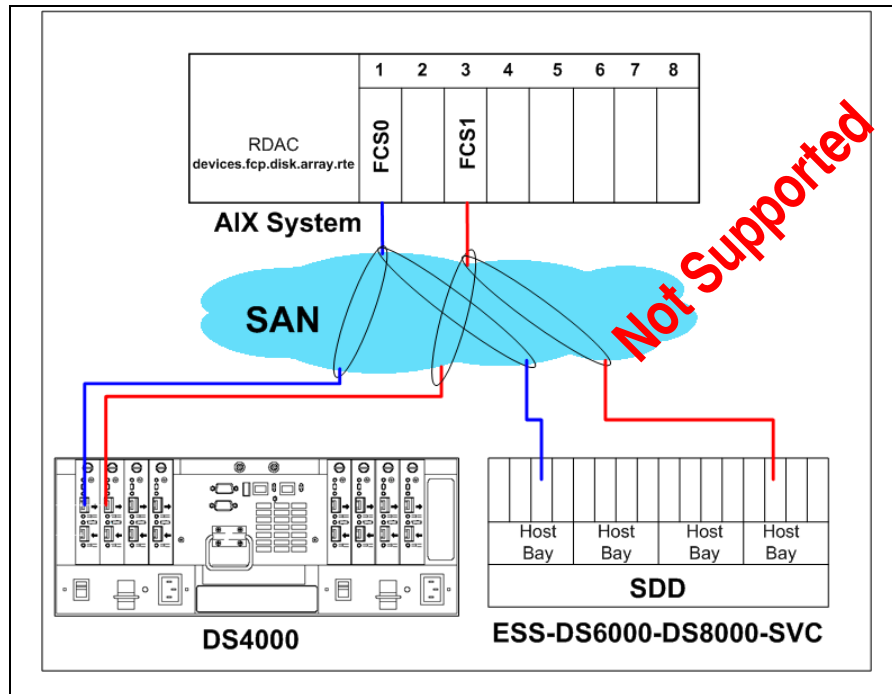 1 2 3 4 5 6 7 8
RDAC
devices.fcp.disk.array.rte
FCS0
FCS1
AIX System
Not Supported
SAN
Host Bay
Host Bay
Host Bay
Host Bay
SDD
DS4000
ESS-DS6000-DS8000-SVC